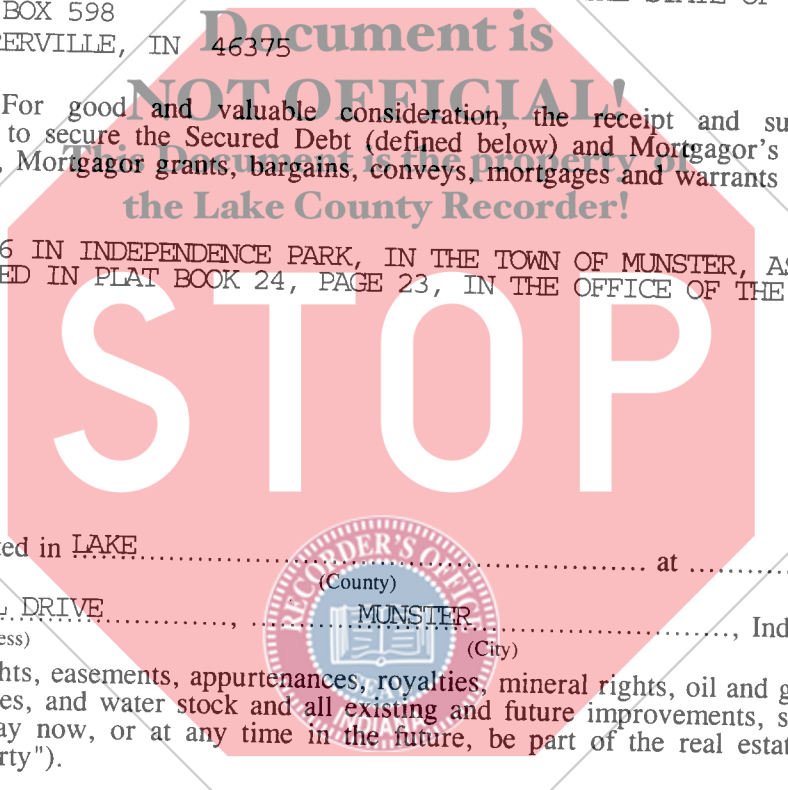 BOX 598
ERVILLE, IN 46375
Document is
NOT OFFICIAL!
This Document is the property of
the Lake County Recorder!
For good and valuable consideration, the receipt and su
to secure the Secured Debt (defined below) and Mortgagor's
, Mortgagor grants, bargains, conveys, mortgages and warrants
6 IN INDEPENDENCE PARK, IN THE TOWN OF MUNSTER, AS
ED IN PLAT BOOK 24, PAGE 23, IN THE OFFICE OF THE
STOP
ted in LAKE at
(County)
L DRIVE, MUNSTER, Ind
ess) (City)
RECORDER'S OFFICE
INDIANA
hts, easements, appurtenances, royalties, mineral rights, oil and g
es, and water stock and all existing and future improvements, s
ay now, or at any time in the future, be part of the real estat
rty").